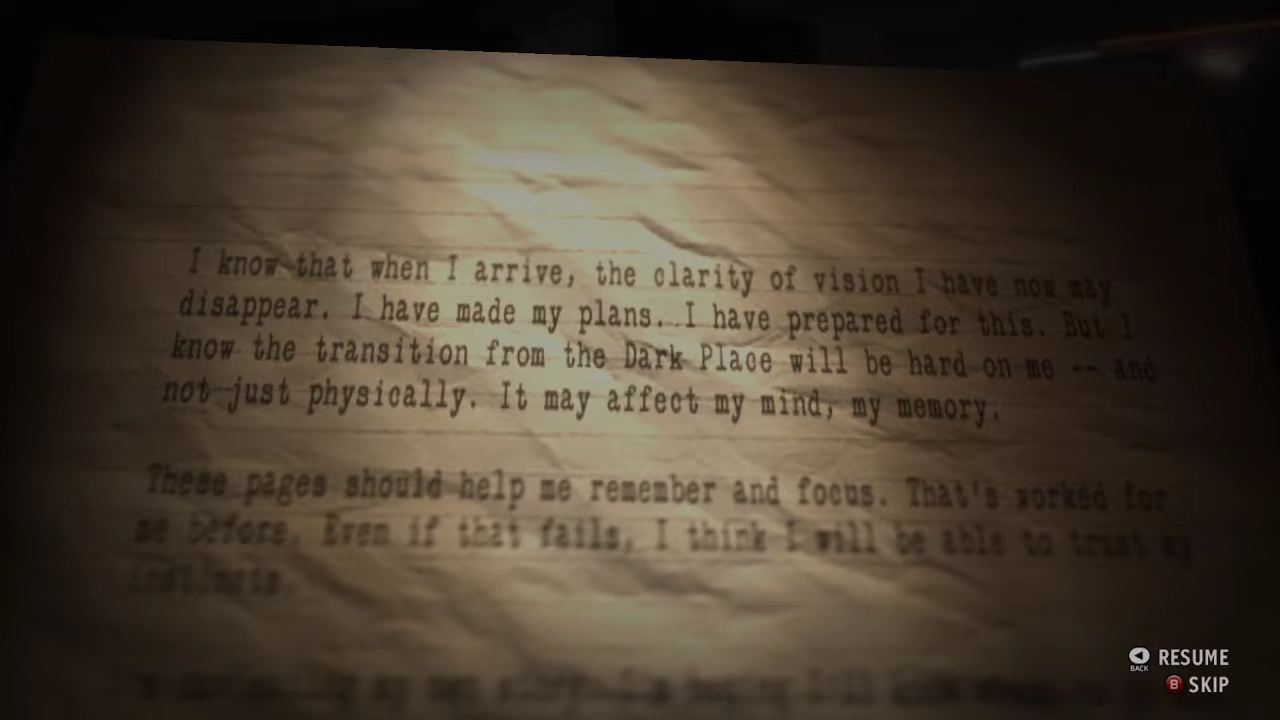 I know that when I arrive, the clarity of vision I have now may
disappear. I have made my plans. I have prepared for this. But I
know the transition from the Dark Place will be hard on me -- and
not just physically. It may affect my mind, my memory.
These pages should help me remember and focus. That's worked for
me before. Even if that fails, I think I will be able to trust my
instincts.
BACK RESUME
B SKIP